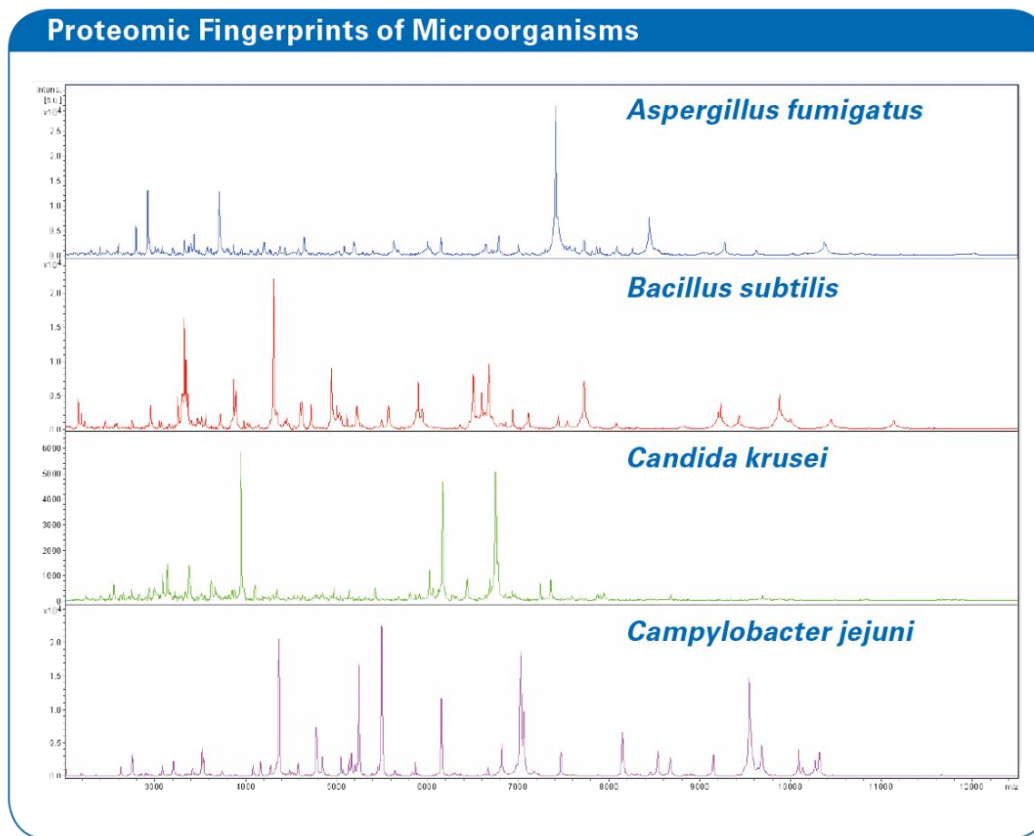 Proteomic Fingerprints of Microorganisms
Intens.
[a.u.]
x10⁴
Aspergillus fumigatus
2.5
2.0
1.5
1.0
0.5
0.0
x10⁴
Bacillus subtilis
2.0
1.5
1.0
0.5
0.0
Candida krusei
6000
5000
4000
3000
2000
1000
0
x10⁴
Campylobacter jejuni
2.0
1.5
1.0
0.5
0.0
3000 4000 5000 6000 7000 8000 9000 10000 11000 12000 m/z